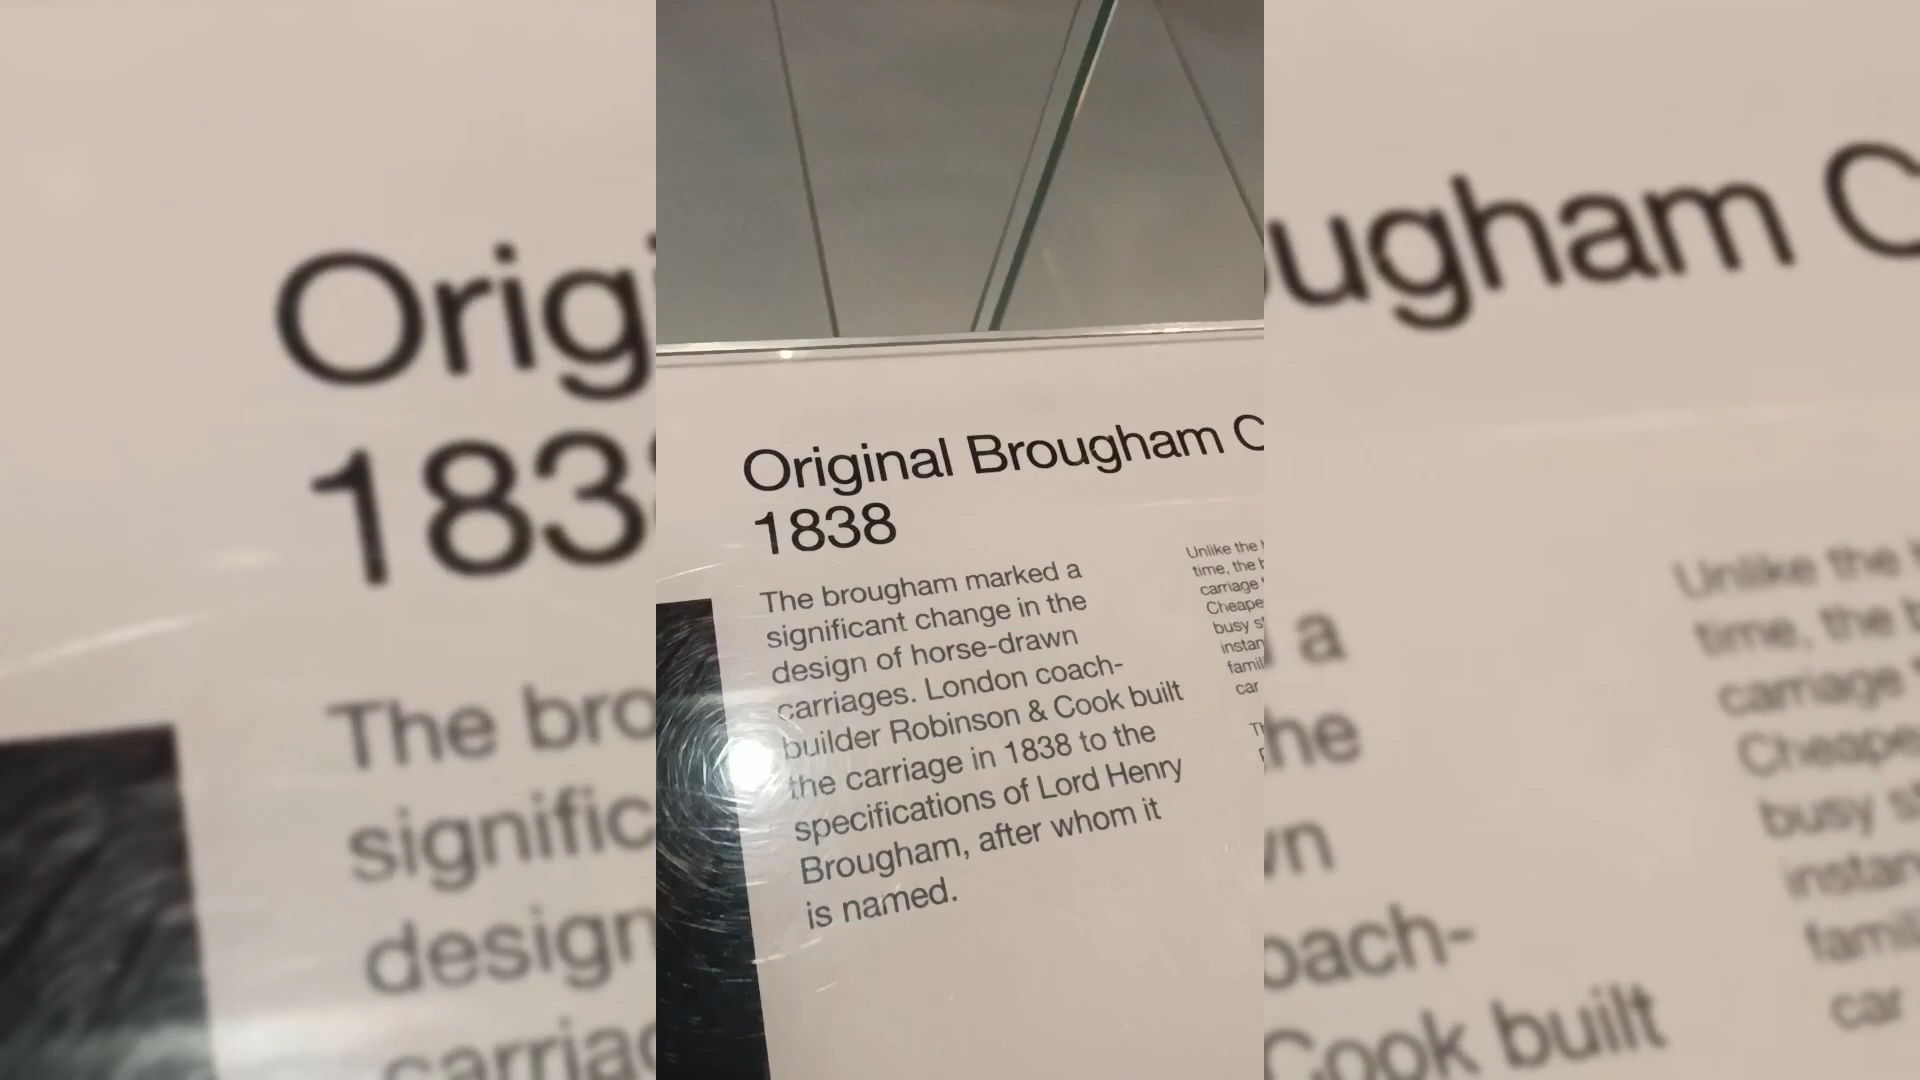 Original Brougham C
1838
The brougham marked a
significant change in the
design of horse-drawn
carriages. London coach-
builder Robinson & Cook built
the carriage in 1838 to the
specifications of Lord Henry
Brougham, after whom it
is named.
Unlike the
time, the
carriage
Cheape
busy
instan
famil
car